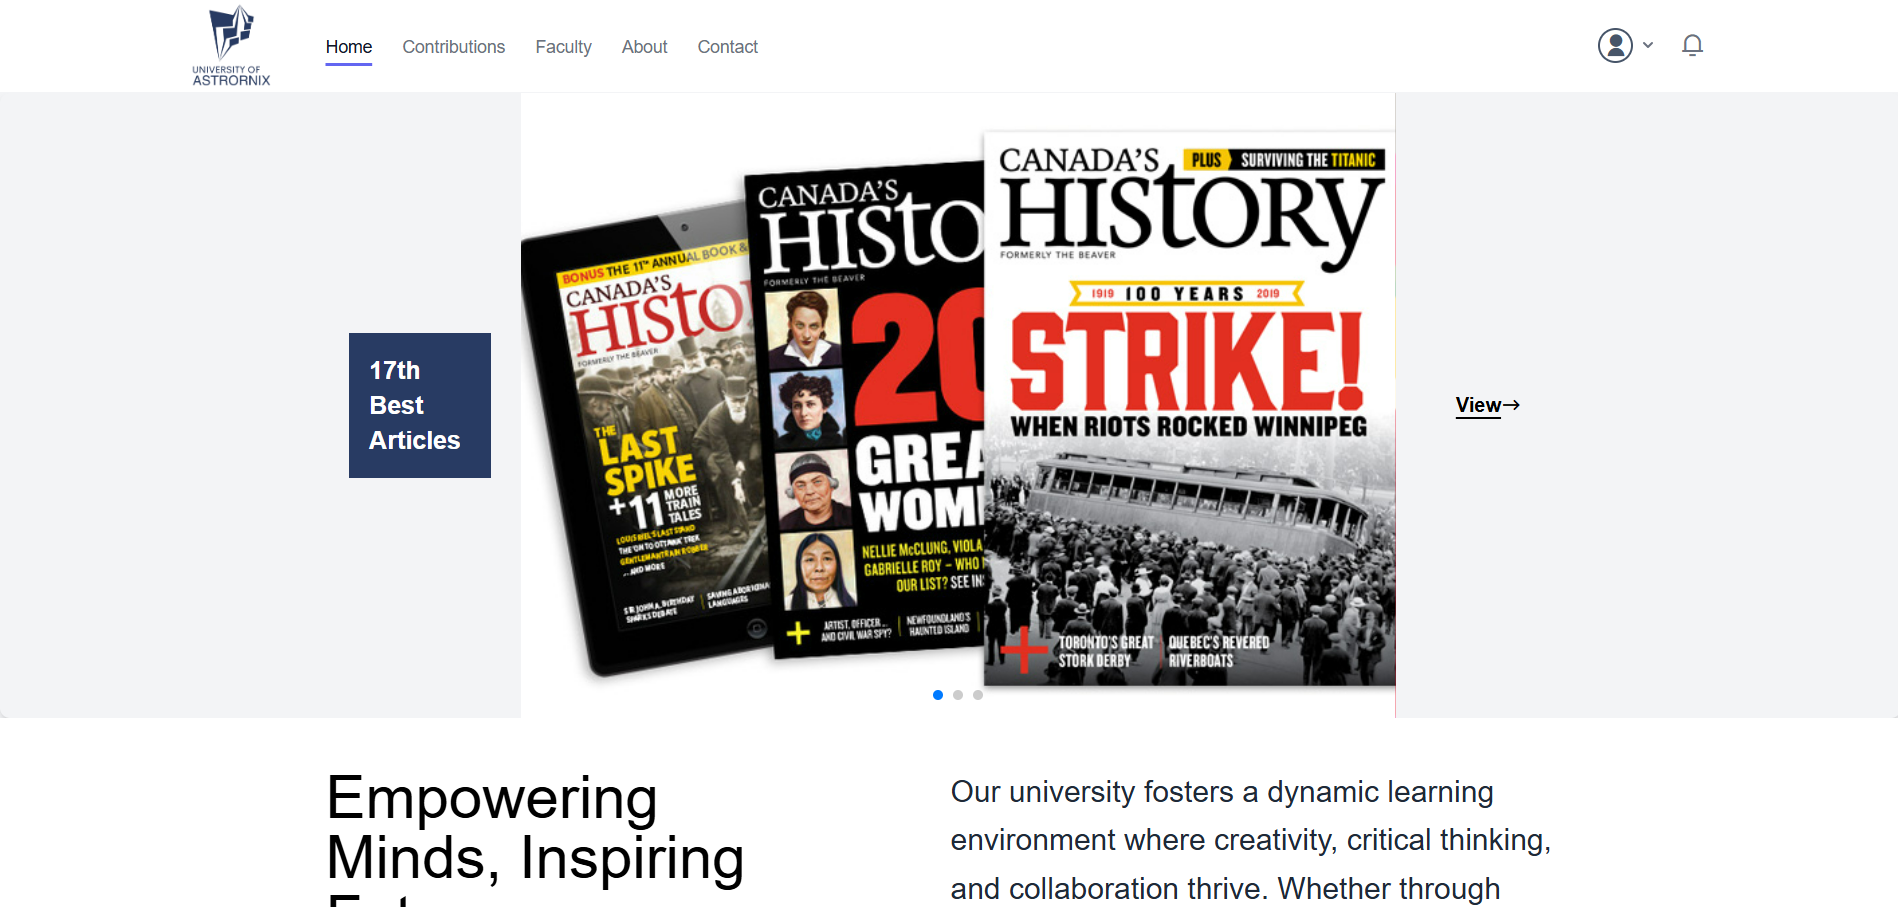 UNIVERSITY OF
ASTRORNIX
Home
Contributions
Faculty
About
Contact
17th
Best
Articles
BONUS THE 11TH ANNUAL BOOK &
CANADA'S
HISTO
FORMERLY THE BEAVER
THE
LAST
SPIKE
+11 MORE
TRAIN
TALES
LOUIS RIEL'S LAST STAND
THE 'ON TO OTTAWA' TREK
GENTLEMAN TRAIN ROBBER
...AND MORE
SIR JOHN A. BIRTHDAY
SPARKS DEBATE
SAVING ABORIGINA
LANGUAGES
CANADA'S
HISTO
FORMERLY THE BEAVER
20
GREA
WOM
NELLIE McCLUNG, VIOLA
GABRIELLE ROY – WHO
OUR LIST? SEE IN
+ ARTIST, OFFICER...
AND CIVIL WAR SPY?
NEWFOUNDLAND'S
HAUNTED ISLAND
PLUS SURVIVING THE TITANIC
CANADA'S
HISTORY
FORMERLY THE BEAVER
1919 100 YEARS 2019
STRIKE!
WHEN RIOTS ROCKED WINNIPEG
+ TORONTO'S GREAT
STORK DERBY
QUEBEC'S REVERED
RIVERBOATS
View→
Empowering
Minds, Inspiring
Our university fosters a dynamic learning
environment where creativity, critical thinking,
and collaboration thrive. Whether through